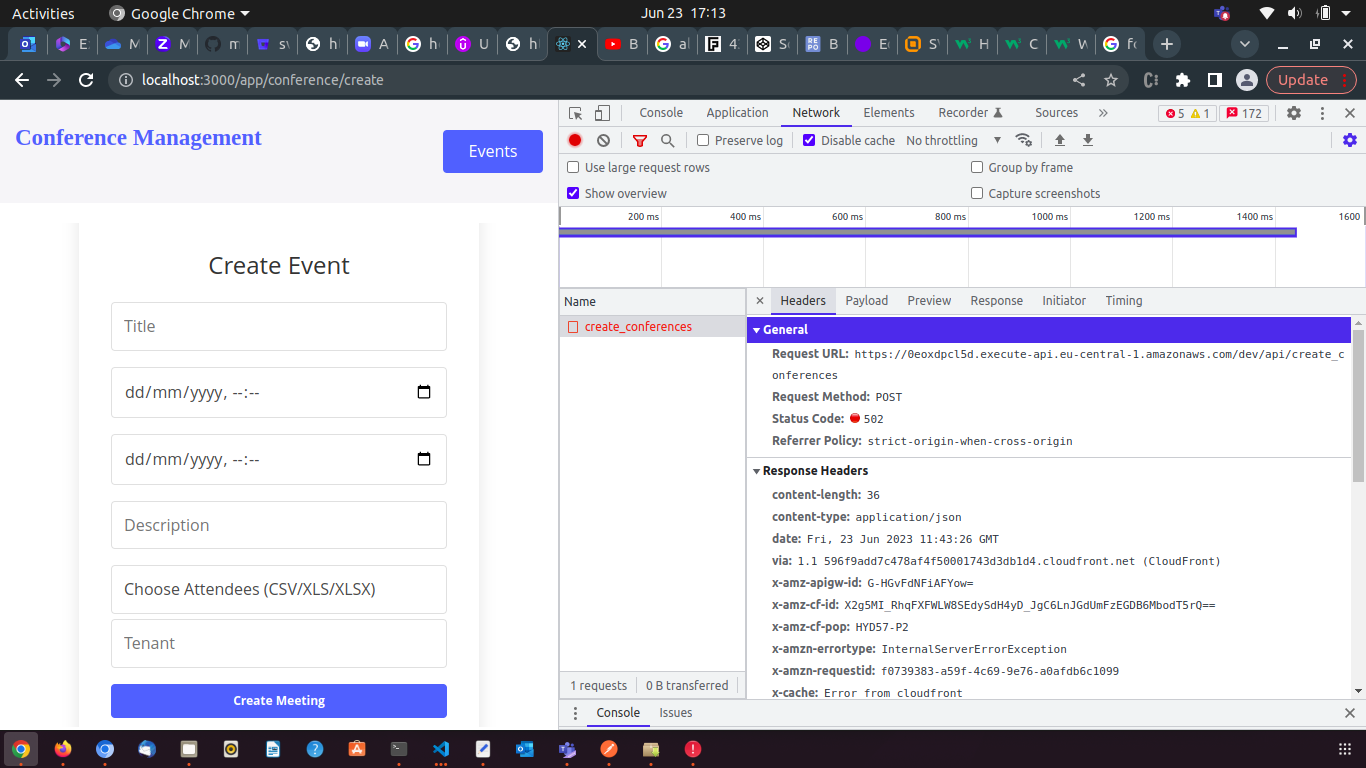 Activities
Google Chrome
Jun 23 17:13
E
M
M
m
sv
hl
A
ho
U
hl
B
al
4
So
B
Ec
SV
H
C
W
fo
localhost:3000/app/conference/create
Update
Conference Management
Events
Create Event
Title
dd/mm/yyyy, --:--
dd/mm/yyyy, --:--
Description
Choose Attendees (CSV/XLS/XLSX)
Tenant
Create Meeting
Console Application Network Elements Recorder Sources »
5 1 172
Preserve log Disable cache No throttling
Use large request rows Group by frame
Show overview Capture screenshots
200 ms 400 ms 600 ms 800 ms 1000 ms 1200 ms 1400 ms 1600
Name
create_conferences
1 requests 0 B transferred
Headers Payload Preview Response Initiator Timing
General
Request URL: https://0eoxdpcl5d.execute-api.eu-central-1.amazonaws.com/dev/api/create_c
onferences
Request Method: POST
Status Code: 502
Referrer Policy: strict-origin-when-cross-origin
Response Headers
content-length: 36
content-type: application/json
date: Fri, 23 Jun 2023 11:43:26 GMT
via: 1.1 596f9add7c478af4f50001743d3db1d4.cloudfront.net (CloudFront)
x-amz-apigw-id: G-HGvFdNFiAFYow=
x-amz-cf-id: X2g5MI_RhqFXFWLW8SEdySdH4yD_JgC6LnJGdUmFzEGDB6MbodT5rQ==
x-amz-cf-pop: HYD57-P2
x-amzn-errortype: InternalServerErrorException
x-amzn-requestid: f0739383-a59f-4c69-9e76-a0afdb6c1099
x-cache: Error from cloudfront
Console Issues